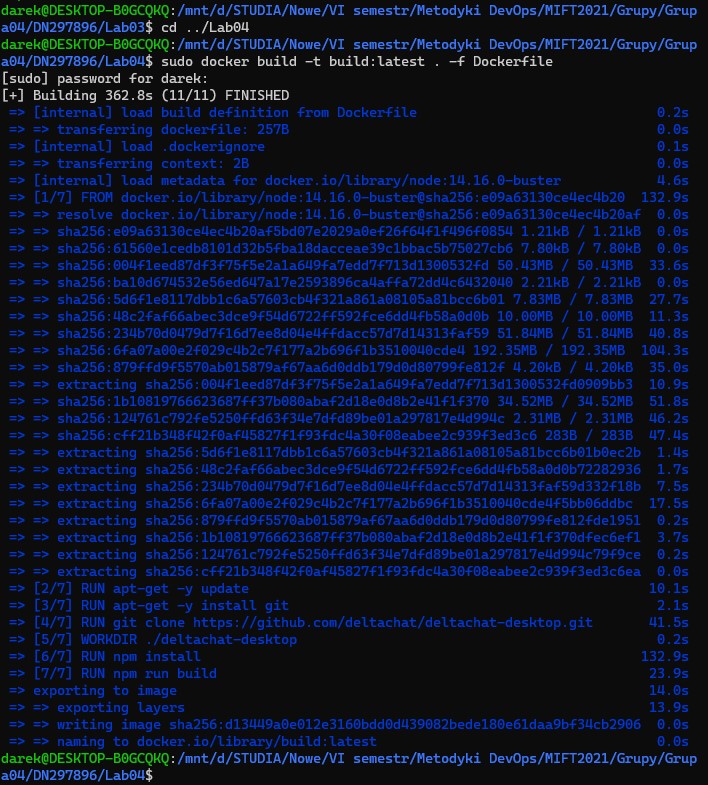 darek@DESKTOP-B0GCQKQ:/mnt/d/STUDIA/Nowe/VI semestr/Metodyki DevOps/MIFT2021/Grupy/Grup
a04/DN297896/Lab03$ cd ../Lab04
darek@DESKTOP-B0GCQKQ:/mnt/d/STUDIA/Nowe/VI semestr/Metodyki DevOps/MIFT2021/Grupy/Grup
a04/DN297896/Lab04$ sudo docker build -t build:latest . -f Dockerfile
[sudo] password for darek:
[+] Building 362.8s (11/11) FINISHED
=> [internal] load build definition from Dockerfile 0.2s
=> => transferring dockerfile: 257B 0.0s
=> [internal] load .dockerignore 0.1s
=> => transferring context: 2B 0.0s
=> [internal] load metadata for docker.io/library/node:14.16.0-buster 4.6s
=> [1/7] FROM docker.io/library/node:14.16.0-buster@sha256:e09a63130ce4ec4b20 132.9s
=> => resolve docker.io/library/node:14.16.0-buster@sha256:e09a63130ce4ec4b20af 0.0s
=> => sha256:e09a63130ce4ec4b20af5bd07e2029a0ef26f64f1f496f0854 1.21kB / 1.21kB 0.0s
=> => sha256:61560e1cedb8101d32b5fba18dacceae39c1bbac5b75027cb6 7.80kB / 7.80kB 0.0s
=> => sha256:004f1eed87df3f75f5e2a1a649fa7edd7f713d1300532fd 50.43MB / 50.43MB 33.6s
=> => sha256:ba10d674532e56ed647a17e2593896ca4affa72dd4c6432040 2.21kB / 2.21kB 0.0s
=> => sha256:5d6f1e8117dbb1c6a57603cb4f321a861a08105a81bcc6b01 7.83MB / 7.83MB 27.7s
=> => sha256:48c2faf66abec3dce9f54d6722ff592fce6dd4fb58a0d0b 10.00MB / 10.00MB 11.3s
=> => sha256:234b70d0479d7f16d7ee8d04e4ffdacc57d7d14313faf59 51.84MB / 51.84MB 40.8s
=> => sha256:6fa07a00e2f029c4b2c7f177a2b696f1b3510040cde4 192.35MB / 192.35MB 104.3s
=> => sha256:879ffd9f5570ab015879af67aa6d0ddb179d0d80799fe812f 4.20kB / 4.20kB 35.0s
=> => extracting sha256:004f1eed87df3f75f5e2a1a649fa7edd7f713d1300532fd0909bb3 10.9s
=> => sha256:1b10819766623687ff37b080abaf2d18e0d8b2e41f1f370 34.52MB / 34.52MB 51.8s
=> => sha256:124761c792fe5250ffd63f34e7dfd89be01a297817e4d994c 2.31MB / 2.31MB 46.2s
=> => sha256:cff21b348f42f0af45827f1f93fdc4a30f08eabee2c939f3ed3c6 283B / 283B 47.4s
=> => extracting sha256:5d6f1e8117dbb1c6a57603cb4f321a861a08105a81bcc6b01b0ec2b 1.4s
=> => extracting sha256:48c2faf66abec3dce9f54d6722ff592fce6dd4fb58a0d0b72282936 1.7s
=> => extracting sha256:234b70d0479d7f16d7ee8d04e4ffdacc57d7d14313faf59d332f18b 7.5s
=> => extracting sha256:6fa07a00e2f029c4b2c7f177a2b696f1b3510040cde4f5bb06ddbc 17.5s
=> => extracting sha256:879ffd9f5570ab015879af67aa6d0ddb179d0d80799fe812fde1951 0.2s
=> => extracting sha256:1b10819766623687ff37b080abaf2d18e0d8b2e41f1f370dfec6ef1 3.7s
=> => extracting sha256:124761c792fe5250ffd63f34e7dfd89be01a297817e4d994c79f9ce 0.2s
=> => extracting sha256:cff21b348f42f0af45827f1f93fdc4a30f08eabee2c939f3ed3c6ea 0.0s
=> [2/7] RUN apt-get -y update 10.1s
=> [3/7] RUN apt-get -y install git 2.1s
=> [4/7] RUN git clone https://github.com/deltachat/deltachat-desktop.git 41.5s
=> [5/7] WORKDIR ./deltachat-desktop 0.2s
=> [6/7] RUN npm install 132.9s
=> [7/7] RUN npm run build 23.9s
=> exporting to image 14.0s
=> => exporting layers 13.9s
=> => writing image sha256:d13449a0e012e3160bdd0d439082bede180e61daa9bf34cb2906 0.0s
=> => naming to docker.io/library/build:latest 0.0s
darek@DESKTOP-B0GCQKQ:/mnt/d/STUDIA/Nowe/VI semestr/Metodyki DevOps/MIFT2021/Grupy/Grup
a04/DN297896/Lab04$